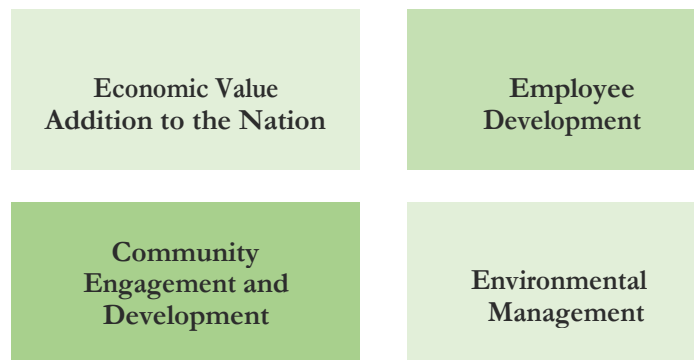 Economic Value
Addition to the Nation
Employee
Development
Community
Engagement and
Development
Environmental
Management